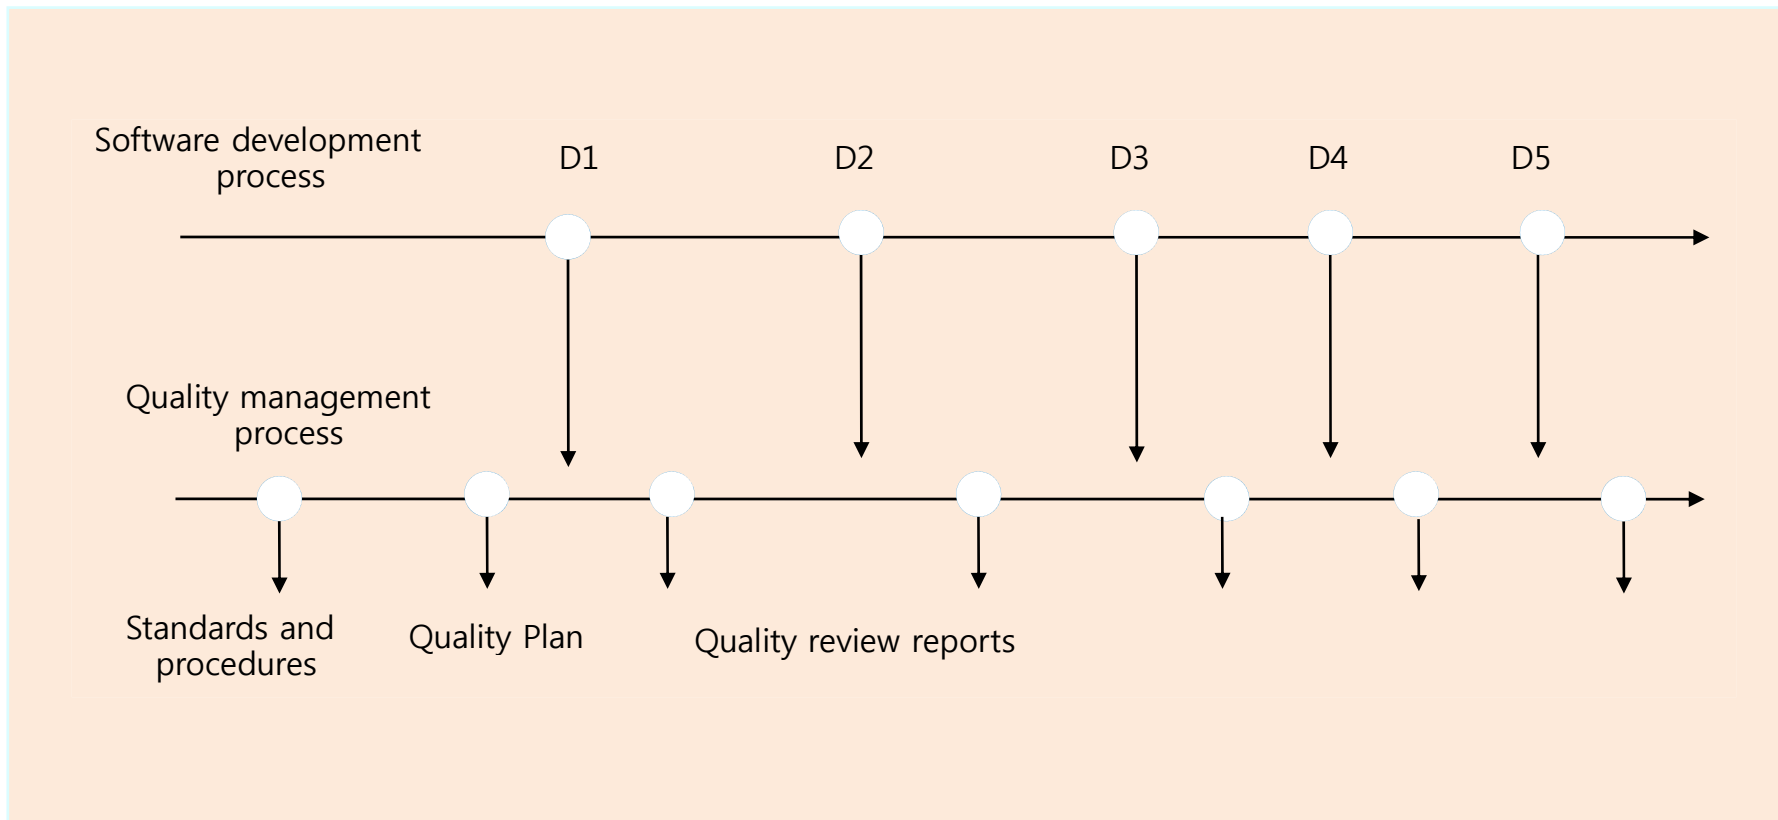 Software development
process
D1
D2
D3
D4
D5
Quality management
process
Standards and
procedures
Quality Plan
Quality review reports